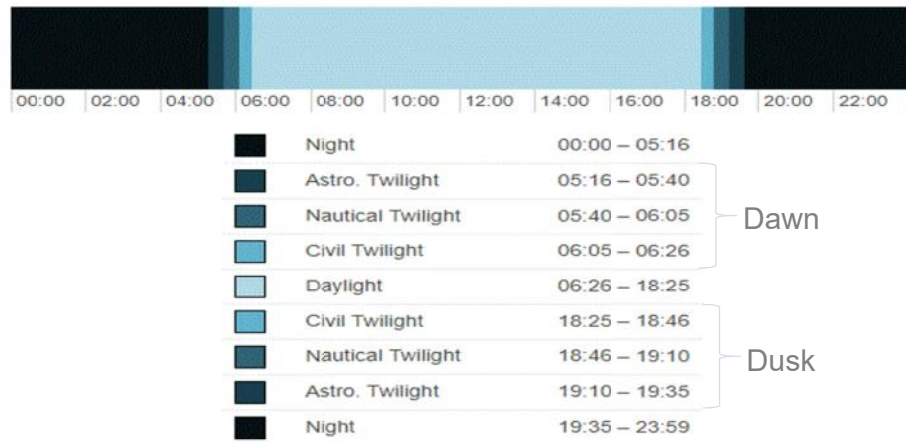 00:00 02:00 04:00 06:00 08:00 10:00 12:00 14:00 16:00 18:00 20:00 22:00
Night 00:00 – 05:16
Astro. Twilight 05:16 – 05:40
Nautical Twilight 05:40 – 06:05
Dawn
Civil Twilight 06:05 – 06:26
Daylight 06:26 – 18:25
Civil Twilight 18:25 – 18:46
Nautical Twilight 18:46 – 19:10
Dusk
Astro. Twilight 19:10 – 19:35
Night 19:35 – 23:59